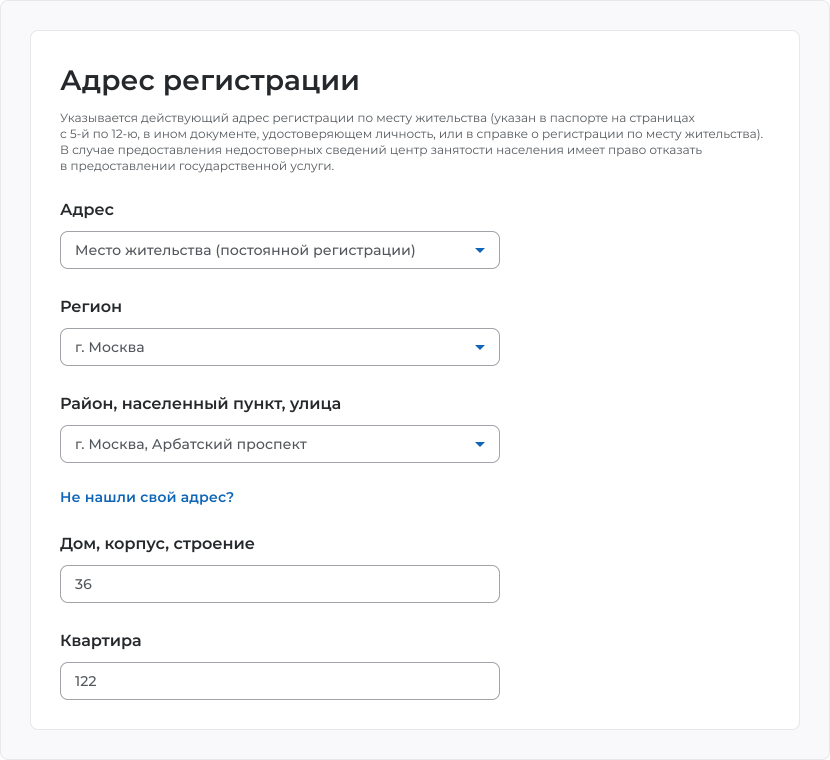 Адрес регистрации
Указывается действующий адрес регистрации по месту жительства (указан в паспорте на страницах
с 5-й по 12-ю, в ином документе, удостоверяющем личность, или в справке о регистрации по месту жительства).
В случае предоставления недостоверных сведений центр занятости населения имеет право отказать
в предоставлении государственной услуги.
Адрес
Место жительства (постоянной регистрации)
Регион
г. Москва
Район, населенный пункт, улица
г. Москва, Арбатский проспект
Не нашли свой адрес?
Дом, корпус, строение
36
Квартира
122